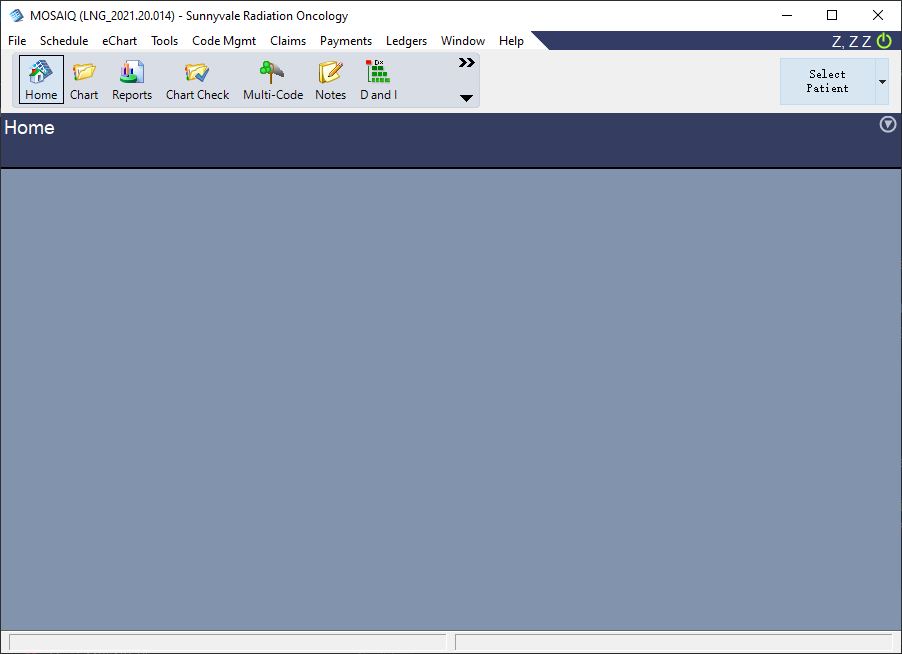 MOSAIQ (LNG_2021.20.014) - Sunnyvale Radiation Oncology
File Schedule eChart Tools Code Mgmt Claims Payments Ledgers Window Help
Z, Z Z
Home Chart Reports Chart Check Multi-Code Notes D and I
Dx
Select
Patient
Home